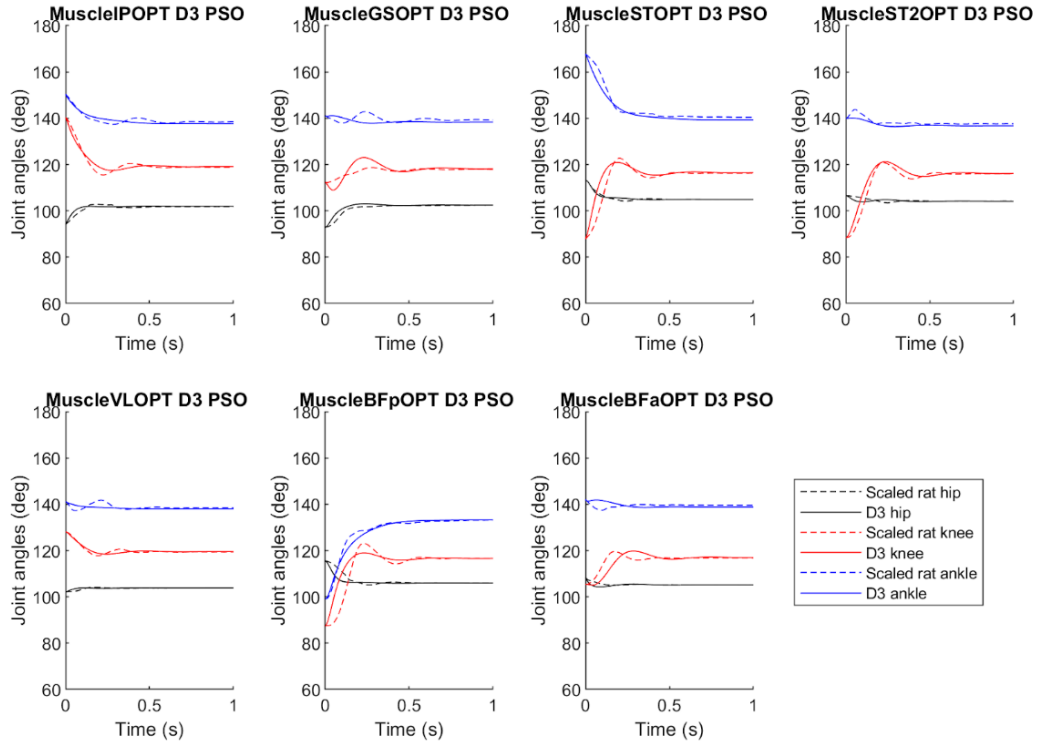 MuscleIPOPT D3 PSO
MuscleGSOPT D3 PSO
MuscleSTOPT D3 PSO
MuscleST2OPT D3 PSO
180
160
140
120
100
80
60
Joint angles (deg)
0 0.5 1
Time (s)
180
160
140
120
100
80
60
Joint angles (deg)
0 0.5 1
Time (s)
180
160
140
120
100
80
60
Joint angles (deg)
0 0.5 1
Time (s)
180
160
140
120
100
80
60
Joint angles (deg)
0 0.5 1
Time (s)
MuscleVLOPT D3 PSO
MuscleBFpOPT D3 PSO
MuscleBFaOPT D3 PSO
180
160
140
120
100
80
60
Joint angles (deg)
0 0.5 1
Time (s)
180
160
140
120
100
80
60
Joint angles (deg)
0 0.5 1
Time (s)
180
160
140
120
100
80
60
Joint angles (deg)
0 0.5 1
Time (s)
Scaled rat hip
D3 hip
Scaled rat knee
D3 knee
Scaled rat ankle
D3 ankle